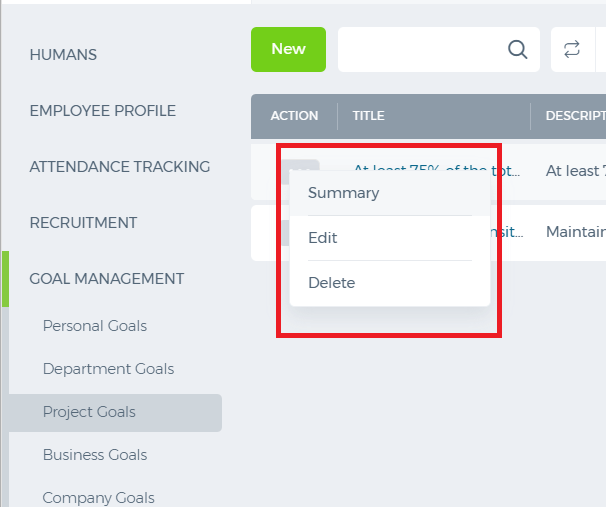 HUMANS
EMPLOYEE PROFILE
ATTENDANCE TRACKING
RECRUITMENT
GOAL MANAGEMENT
Personal Goals
Department Goals
Project Goals
Business Goals
Company Goals
New
ACTION TITLE DESCRIPT
At least 75% of the tot... At least 7
nsit... Maintain
Summary
Edit
Delete